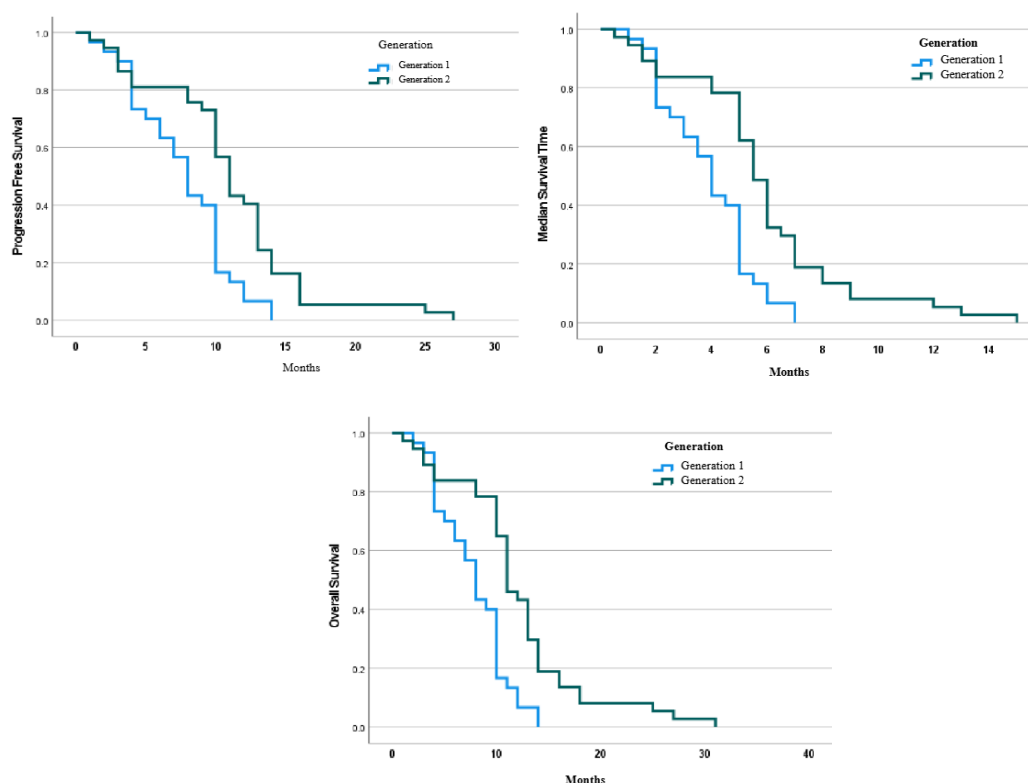 Progression Free Survival
1.0
0.8
0.6
0.4
0.2
0.0
Generation
Generation 1
Generation 2
0 5 10 15 20 25 30
Months
Median Survival Time
1.0
0.8
0.6
0.4
0.2
0.0
Generation
Generation 1
Generation 2
0 2 4 6 8 10 12 14
Months
Overall Survival
1.0
0.8
0.6
0.4
0.2
0.0
Generation
Generation 1
Generation 2
0 10 20 30 40
Months